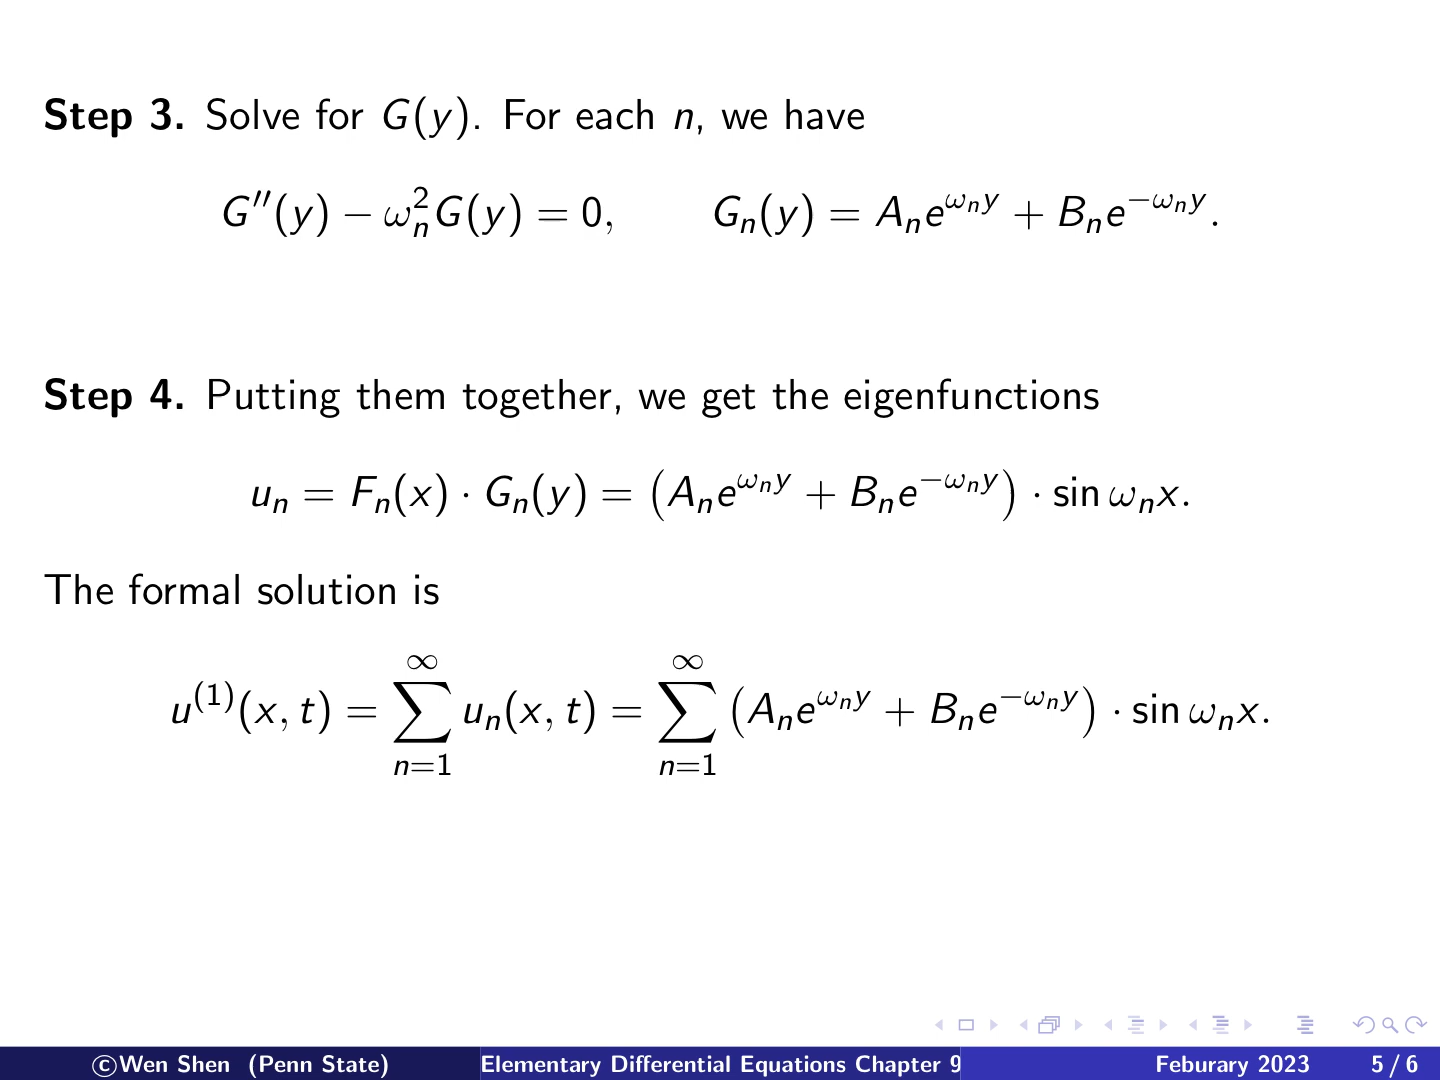 Step 3. Solve for G(y). For each n, we have
G″(y) − ω_n^2 G(y) = 0, G_n(y) = A_n e^{ω_n y} + B_n e^{−ω_n y}.
Step 4. Putting them together, we get the eigenfunctions
u_n = F_n(x) · G_n(y) = (A_n e^{ω_n y} + B_n e^{−ω_n y}) · sin ω_n x.
The formal solution is
u^{(1)}(x, t) = ∑_{n=1}^{∞} u_n(x, t) = ∑_{n=1}^{∞} (A_n e^{ω_n y} + B_n e^{−ω_n y}) · sin ω_n x.
©Wen Shen (Penn State) Elementary Differential Equations Chapter 9 Feburary 2023 5 / 6